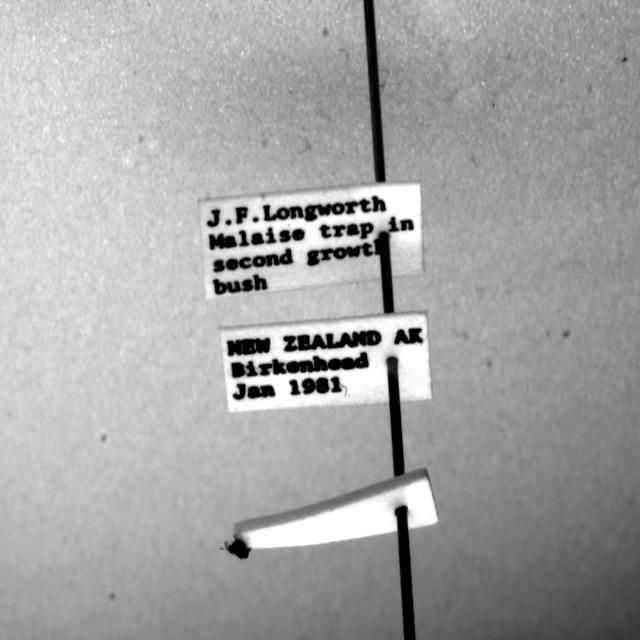 J.F.Longworth
Malaise trap in
second growth
bush
NEW ZEALAND AK
Birkenhead
Jan 1981